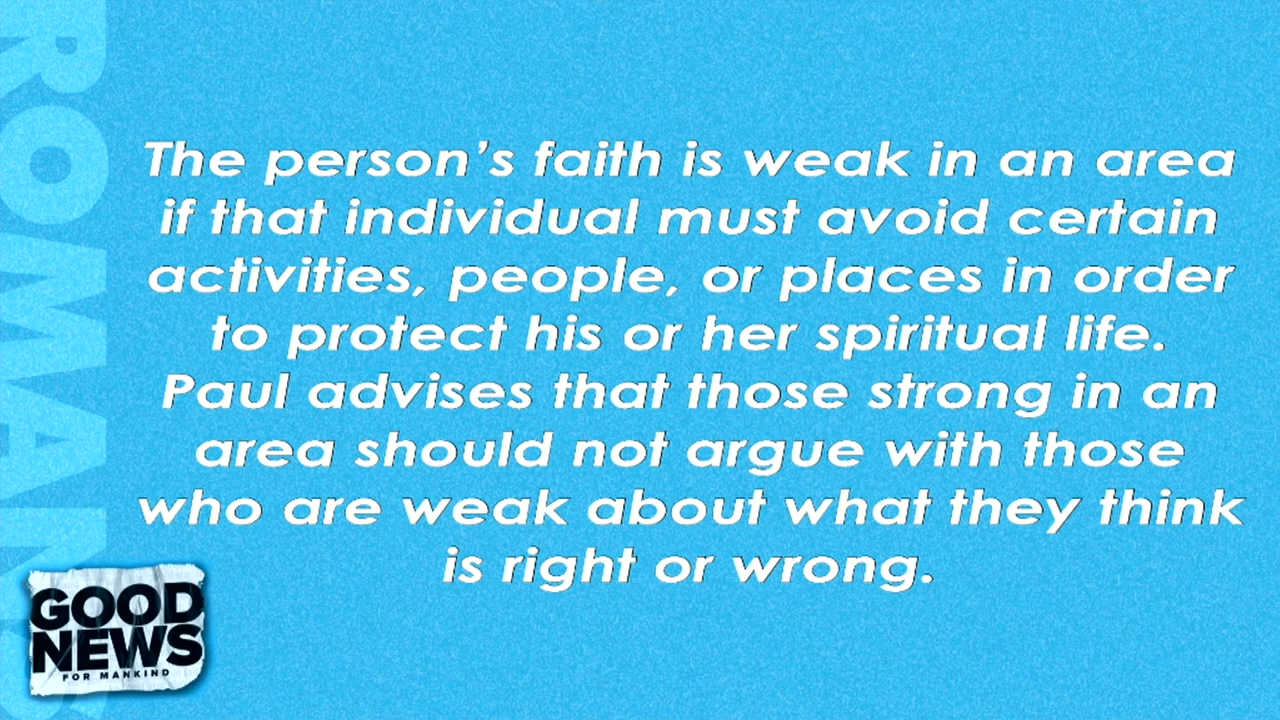 ROMANS
The person's faith is weak in an area
if that individual must avoid certain
activities, people, or places in order
to protect his or her spiritual life.
Paul advises that those strong in an
area should not argue with those
who are weak about what they think
is right or wrong.
GOOD
NEWS
FOR MANKIND